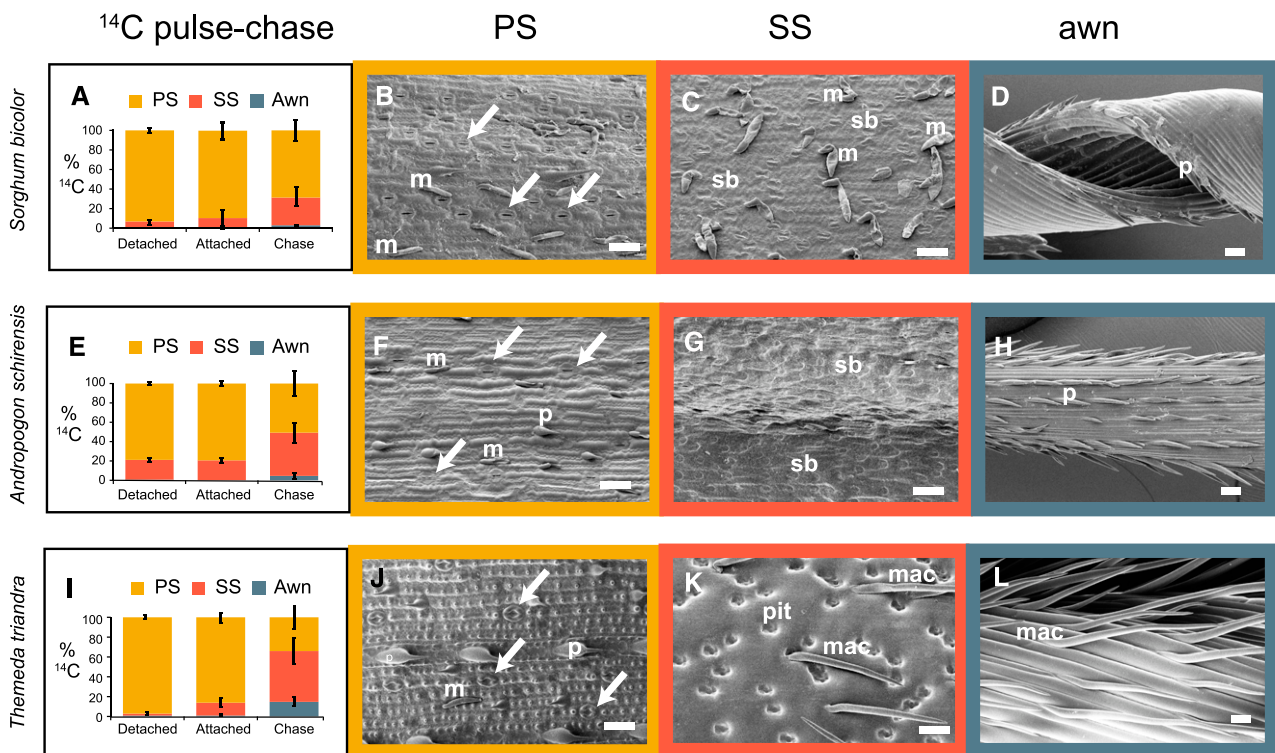 ¹⁴C pulse-chase PS SS awn
Sorghum bicolor
A
PS SS Awn
100
80
60
40
20
0
%
¹⁴C
Detached Attached Chase
B
m
m
C
m
sb
m
m
sb
D
p
Andropogon schirensis
E
PS SS Awn
100
80
60
40
20
0
%
¹⁴C
Detached Attached Chase
F
m
p
m
G
sb
sb
H
p
Themeda triandra
I
PS SS Awn
100
80
60
40
20
0
%
¹⁴C
Detached Attached Chase
J
p
p
m
K
mac
pit
mac
L
mac